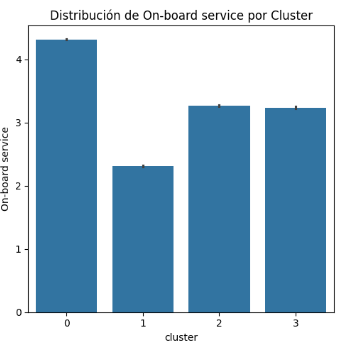 Distribución de On-board service por Cluster
On-board service
4
3
2
1
0
0 1 2 3
cluster